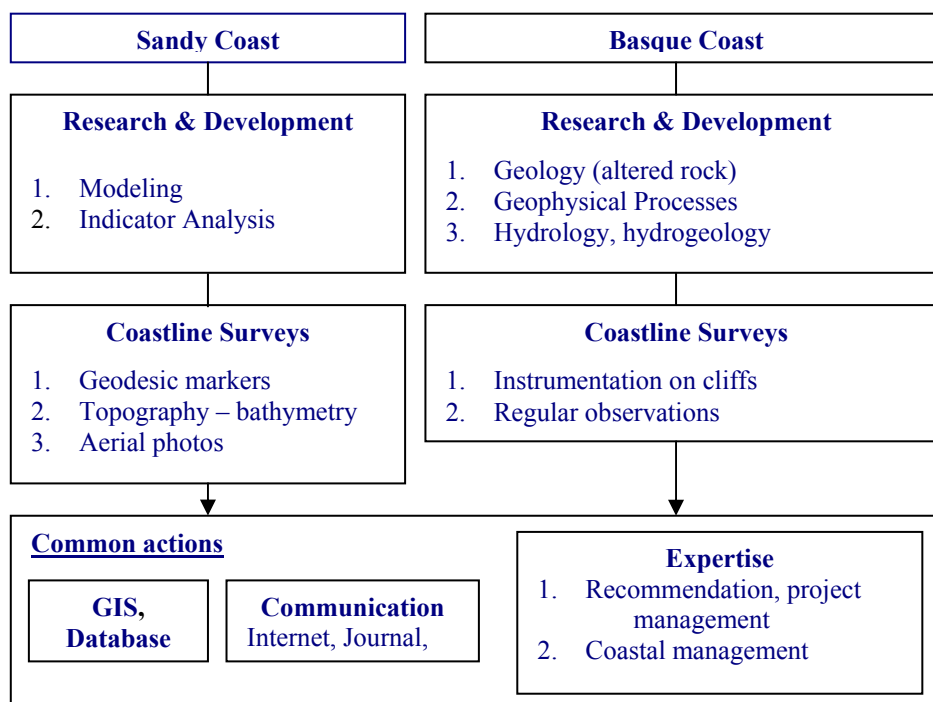 Sandy Coast
Research & Development
1. Modeling
2. Indicator Analysis
Coastline Surveys
1. Geodesic markers
2. Topography – bathymetry
3. Aerial photos
Basque Coast
Research & Development
1. Geology (altered rock)
2. Geophysical Processes
3. Hydrology, hydrogeology
Coastline Surveys
1. Instrumentation on cliffs
2. Regular observations
Common actions
GIS,
Database
Communication
Internet, Journal,
Expertise
1. Recommendation, project
management
2. Coastal management